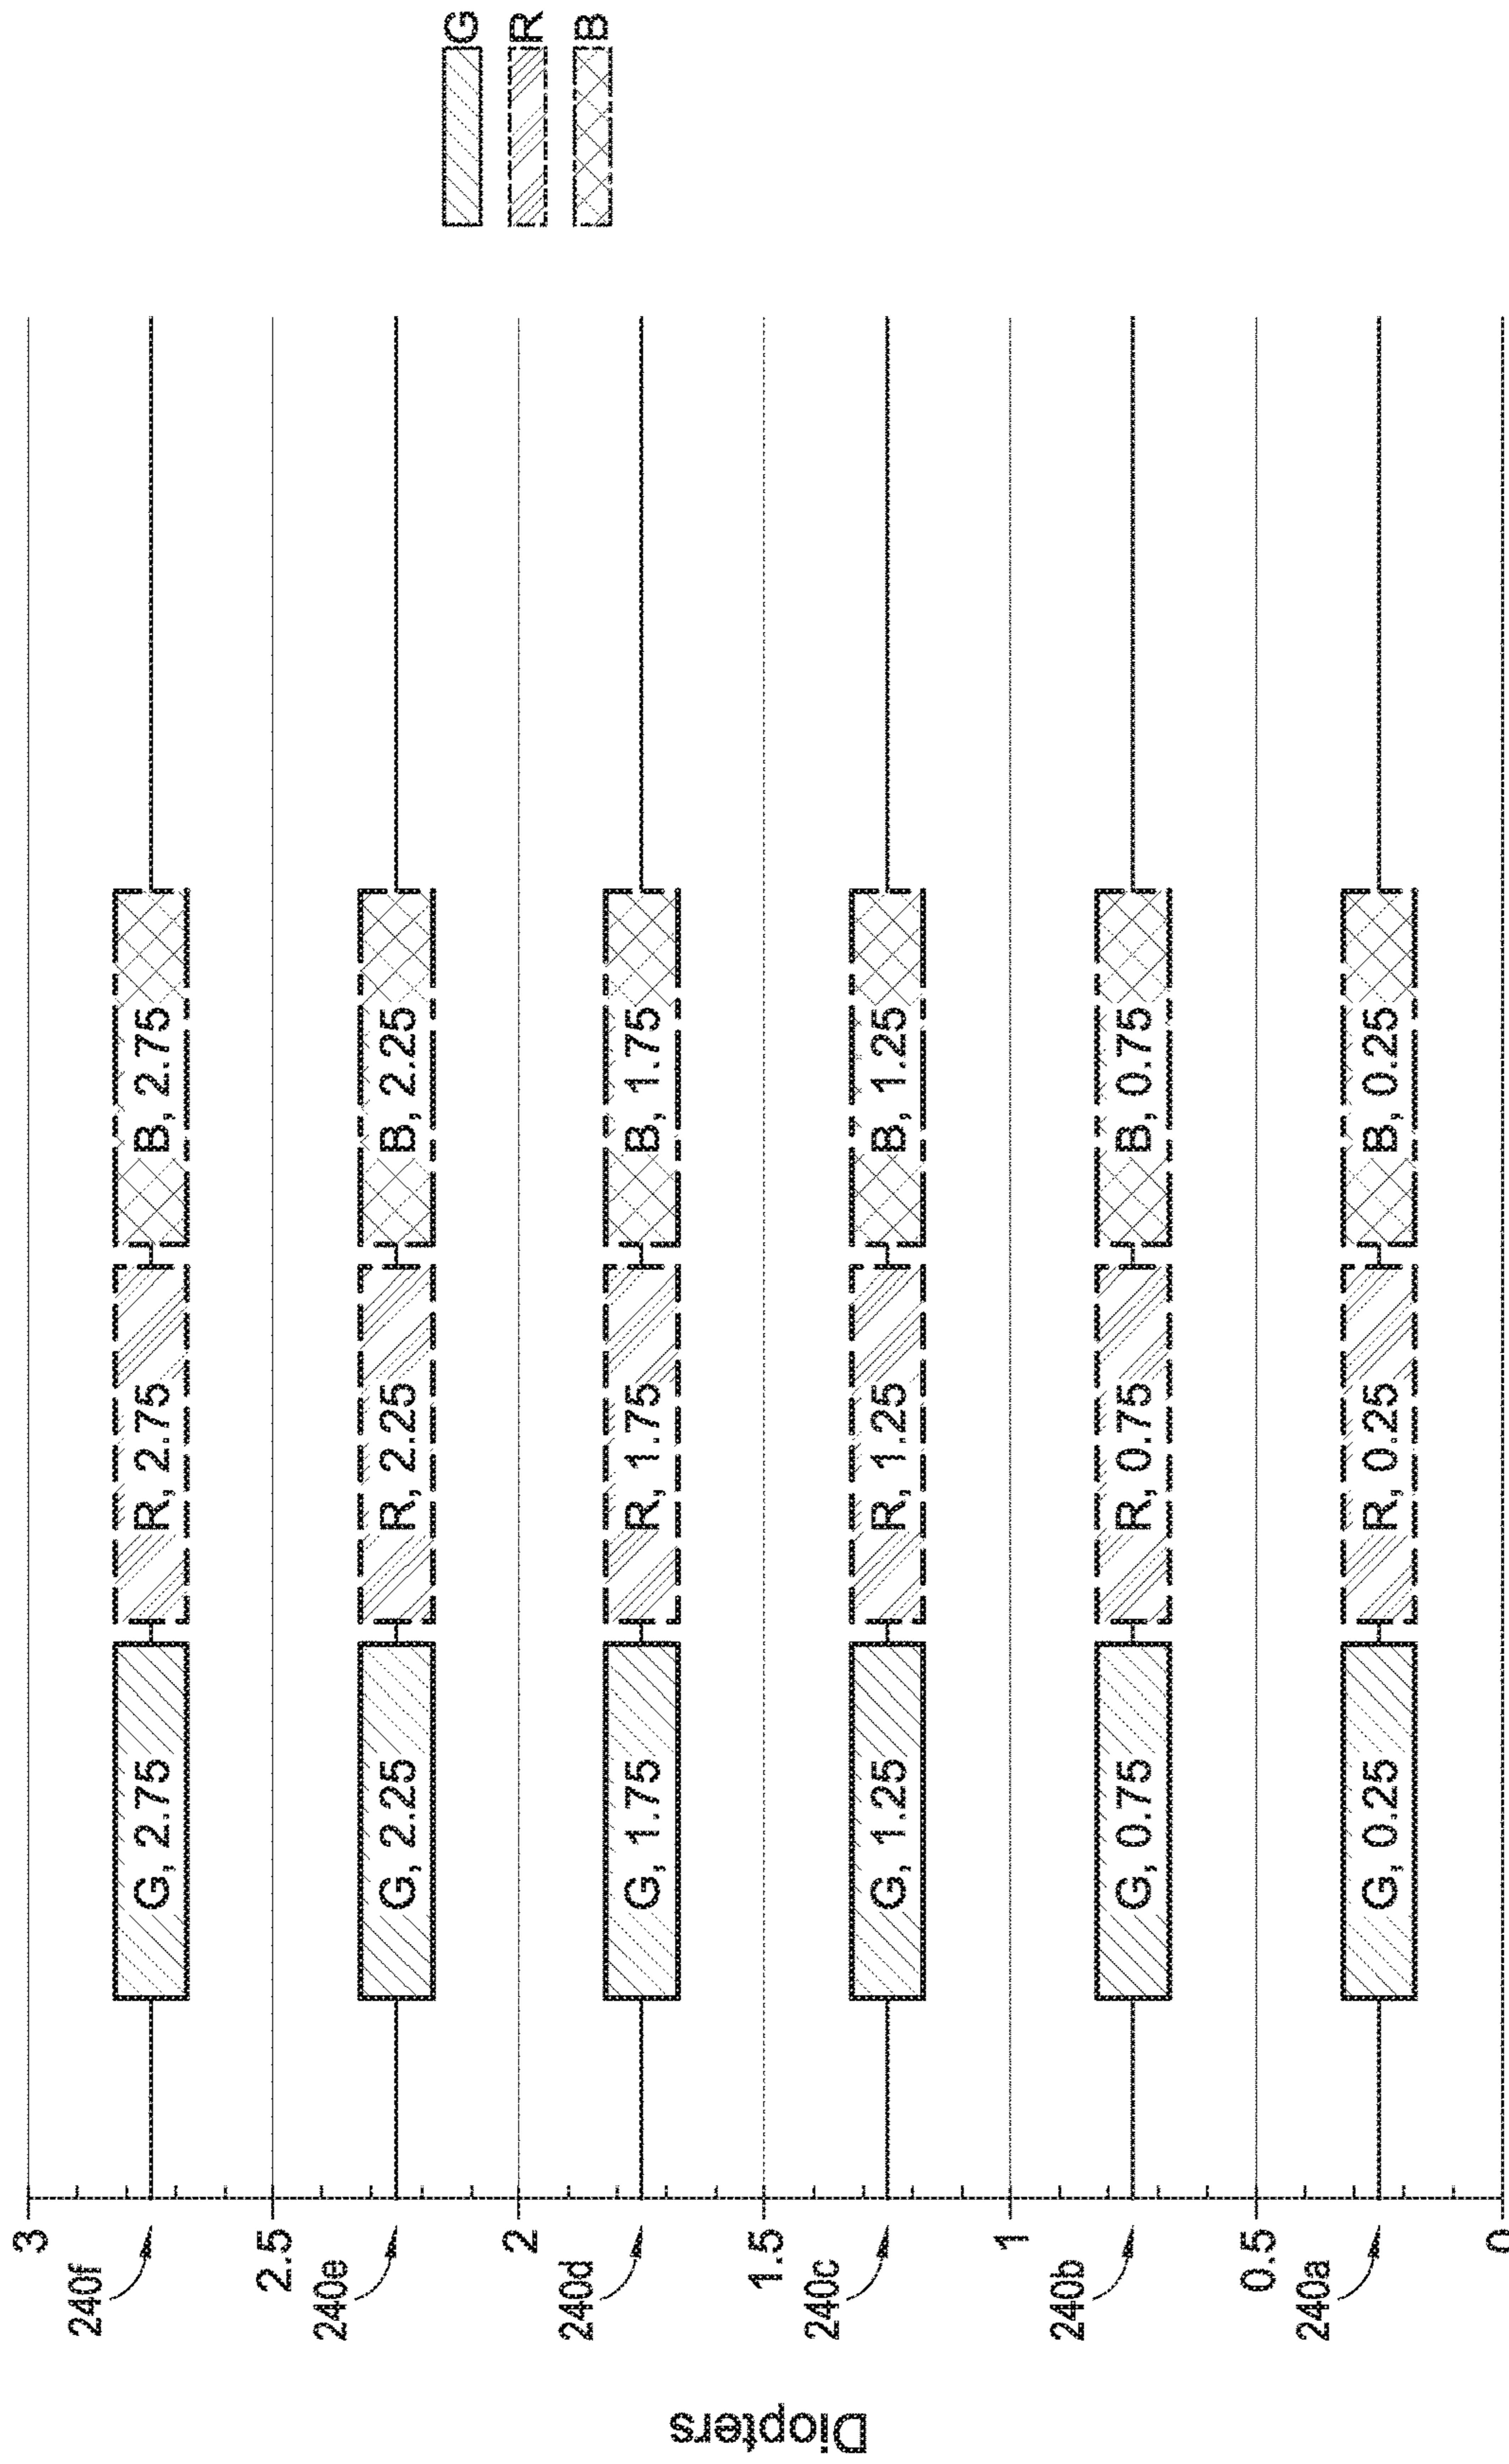 Diopters
3
240f
G, 2.75 R, 2.75 B, 2.75
2.5
240e
G, 2.25 R, 2.25 B, 2.25
2
240d
G, 1.75 R, 1.75 B, 1.75
1.5
240c
G, 1.25 R, 1.25 B, 1.25
1
240b
G, 0.75 R, 0.75 B, 0.75
0.5
240a
G, 0.25 R, 0.25 B, 0.25
0
G
R
B